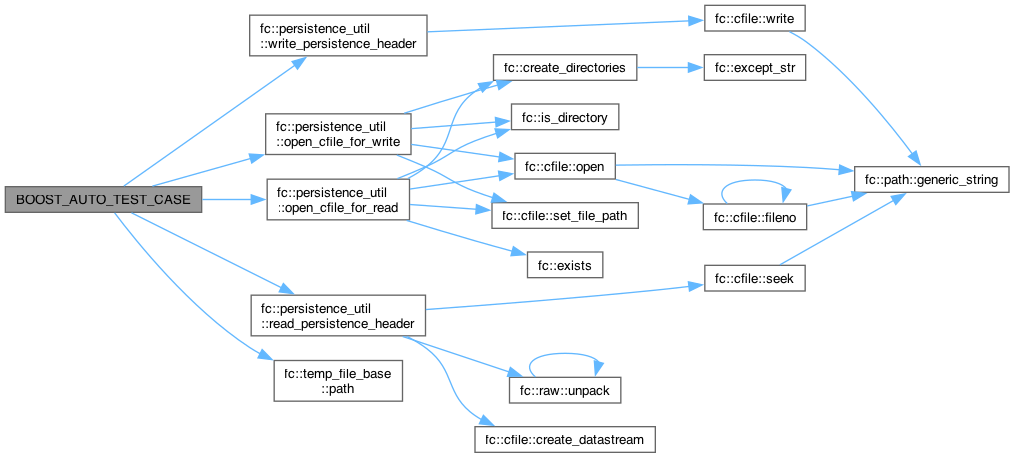 BOOST_AUTO_TEST_CASE
fc::persistence_util
::write_persistence_header
fc::persistence_util
::open_cfile_for_write
fc::persistence_util
::open_cfile_for_read
fc::persistence_util
::read_persistence_header
fc::temp_file_base
::path
fc::create_directories
fc::is_directory
fc::cfile::open
fc::cfile::set_file_path
fc::exists
fc::raw::unpack
fc::cfile::create_datastream
fc::cfile::write
fc::except_str
fc::cfile::fileno
fc::cfile::seek
fc::path::generic_string